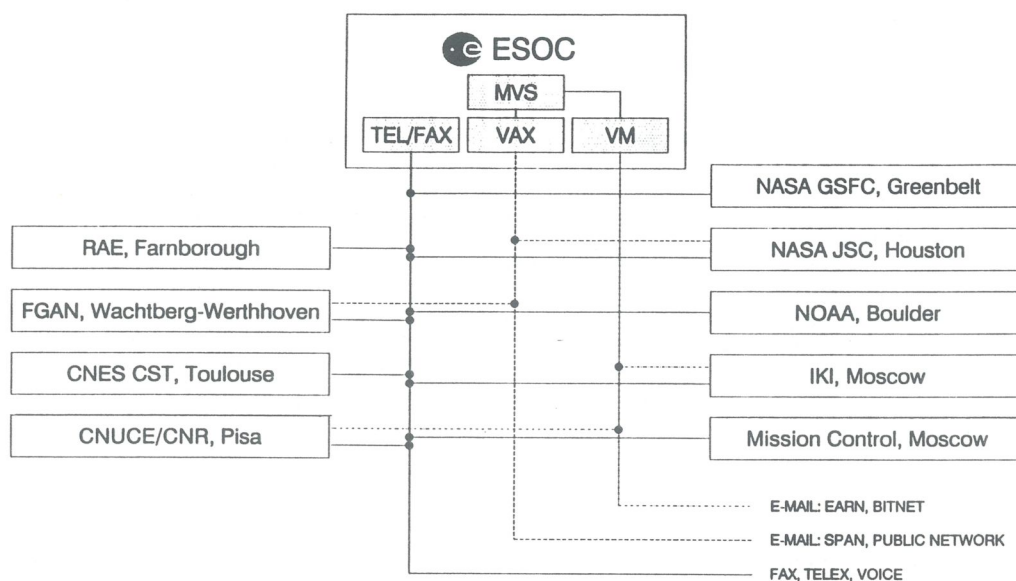 ESOC
MVS
TEL/FAX VAX VM
NASA GSFC, Greenbelt
RAE, Farnborough
NASA JSC, Houston
FGAN, Wachtberg-Werthhoven
NOAA, Boulder
CNES CST, Toulouse
IKI, Moscow
CNUCE/CNR, Pisa
Mission Control, Moscow
E-MAIL: EARN, BITNET
E-MAIL: SPAN, PUBLIC NETWORK
FAX, TELEX, VOICE